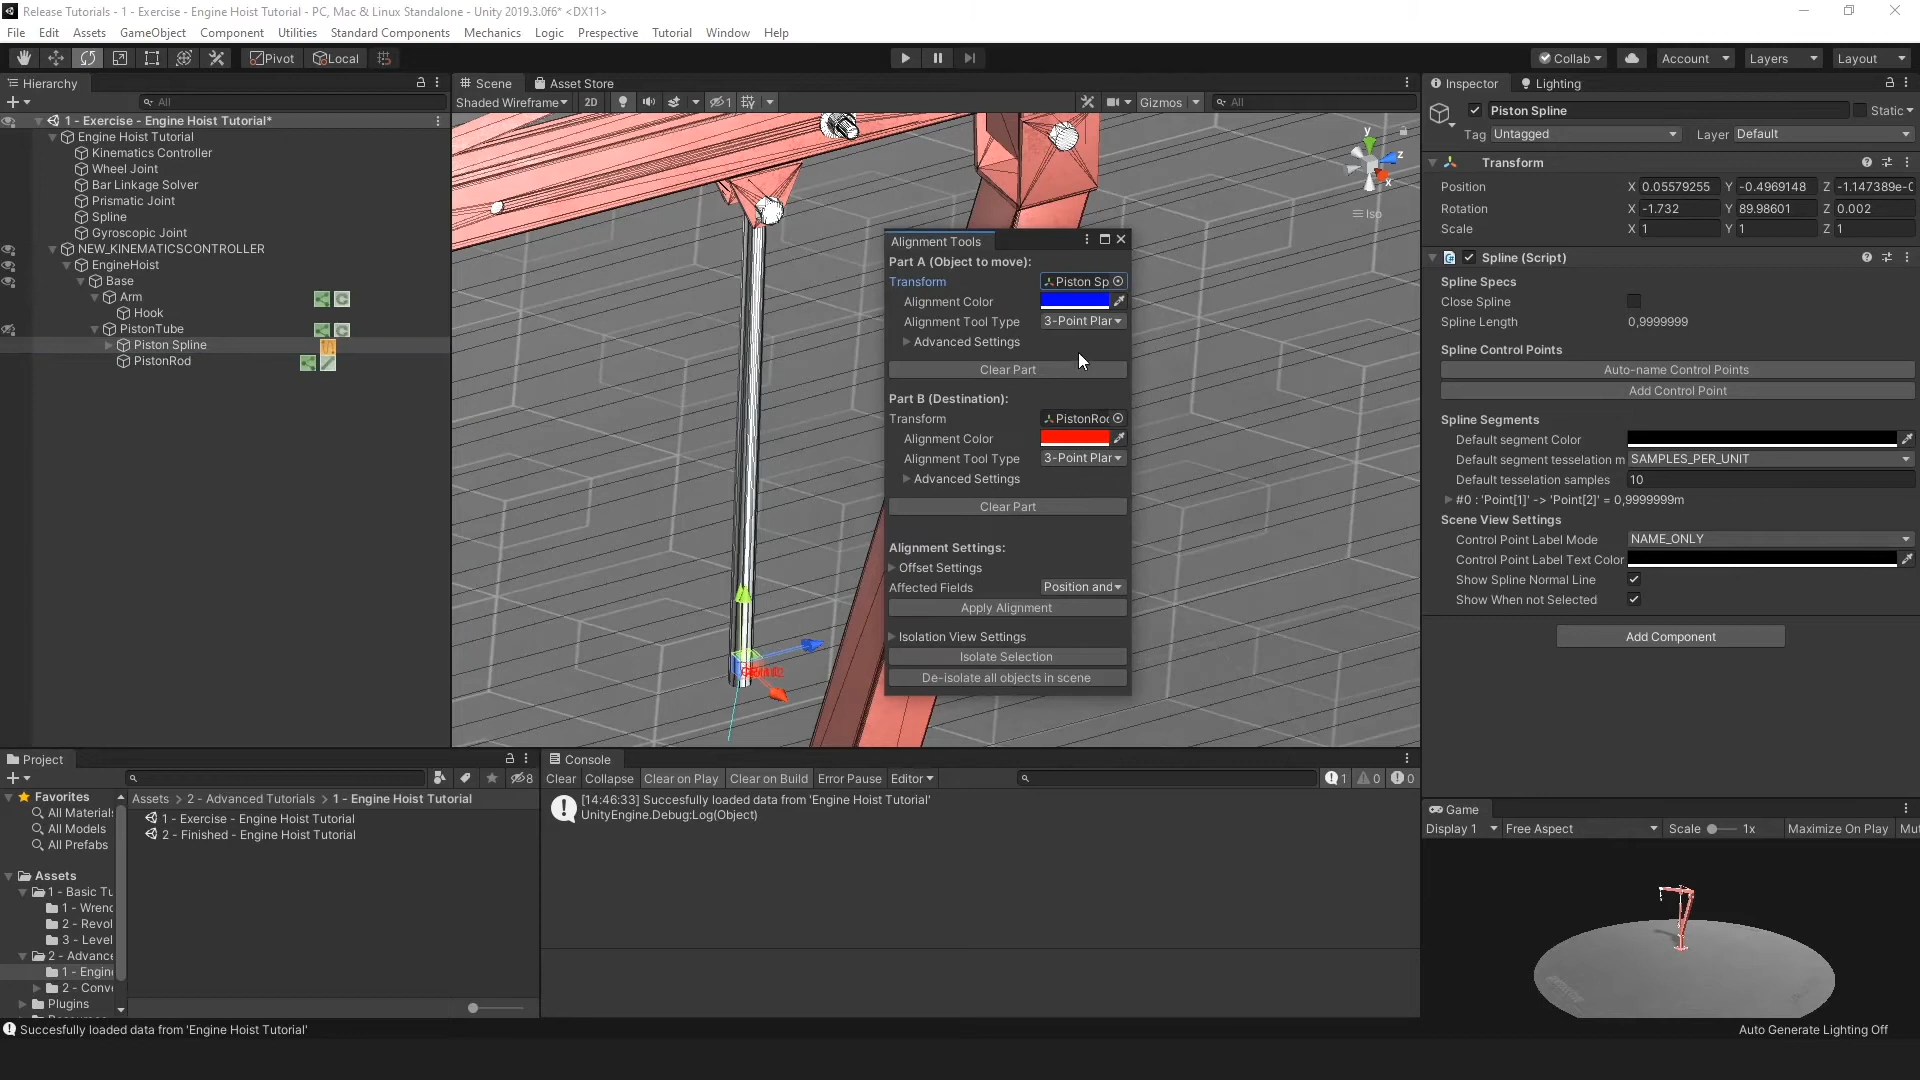 Release Tutorials - 1 - Exercise - Engine Hoist Tutorial - PC, Mac & Linux Standalone - Unity 2019.3.0f6* <DX11>
File Edit Assets GameObject Component Utilities Standard Components Mechanics Logic Perspective Tutorial Window Help
Pivot Local Collab Account Layers Layout
Hierarchy
All
1 - Exercise - Engine Hoist Tutorial*
Engine Hoist Tutorial
Kinematics Controller
Wheel Joint
Bar Linkage Solver
Prismatic Joint
Spline
Gyroscopic Joint
NEW_KINEMATICSCONTROLLER
EngineHoist
Base
Arm
Hook
PistonTube
Piston Spline
PistonRod
Scene Asset Store
Shaded Wireframe 2D 1 Gizmos All
y
z
x
Iso
Alignment Tools
Part A (Object to move):
Transform Piston Sp
Alignment Color
Alignment Tool Type 3-Point Plar
Advanced Settings
Clear Part
Part B (Destination):
Transform PistonRo
Alignment Color
Alignment Tool Type 3-Point Plar
Advanced Settings
Clear Part
Alignment Settings:
Offset Settings
Affected Fields Position and
Apply Alignment
Isolation View Settings
Isolate Selection
De-isolate all objects in scene
Inspector Lighting
Piston Spline Static
Tag Untagged Layer Default
Transform
Position X 0.05579255 Y -0.4969148 Z -1.147389e-0
Rotation X -1.732 Y 89.98601 Z 0.002
Scale X 1 Y 1 Z 1
Spline (Script)
Spline Specs
Close Spline
Spline Length 0,9999999
Spline Control Points
Auto-name Control Points
Add Control Point
Spline Segments
Default segment Color
Default segment tesselation m SAMPLES_PER_UNIT
Default tesselation samples 10
#0 : 'Point[1]' -> 'Point[2]' = 0,9999999m
Scene View Settings
Control Point Label Mode NAME_ONLY
Control Point Label Text Color
Show Spline Normal Line
Show When not Selected
Add Component
Project
8
Favorites
All Materials
All Models
All Prefabs
Assets
1 - Basic Tu
1 - Wrenc
2 - Revol
3 - Level
2 - Advance
1 - Engin
2 - Conv
Plugins
Assets > 2 - Advanced Tutorials > 1 - Engine Hoist Tutorial
1 - Exercise - Engine Hoist Tutorial
2 - Finished - Engine Hoist Tutorial
Console
Clear Collapse Clear on Play Clear on Build Error Pause Editor 1 0 0
[14:46:33] Succesfully loaded data from 'Engine Hoist Tutorial'
UnityEngine.Debug:Log(Object)
Game
Display 1 Free Aspect Scale 1x Maximize On Play Mut
Succesfully loaded data from 'Engine Hoist Tutorial'
Auto Generate Lighting Off